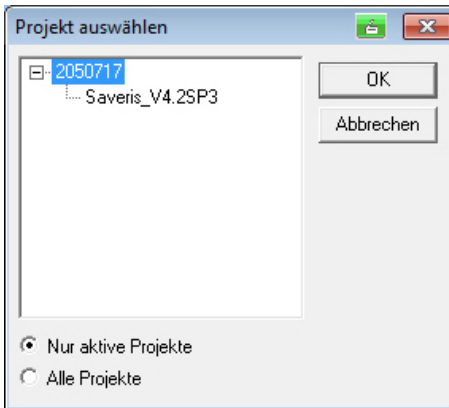 Projekt auswählen
2050717
Saveris_V4.2SP3
OK
Abbrechen
Nur aktive Projekte
Alle Projekte